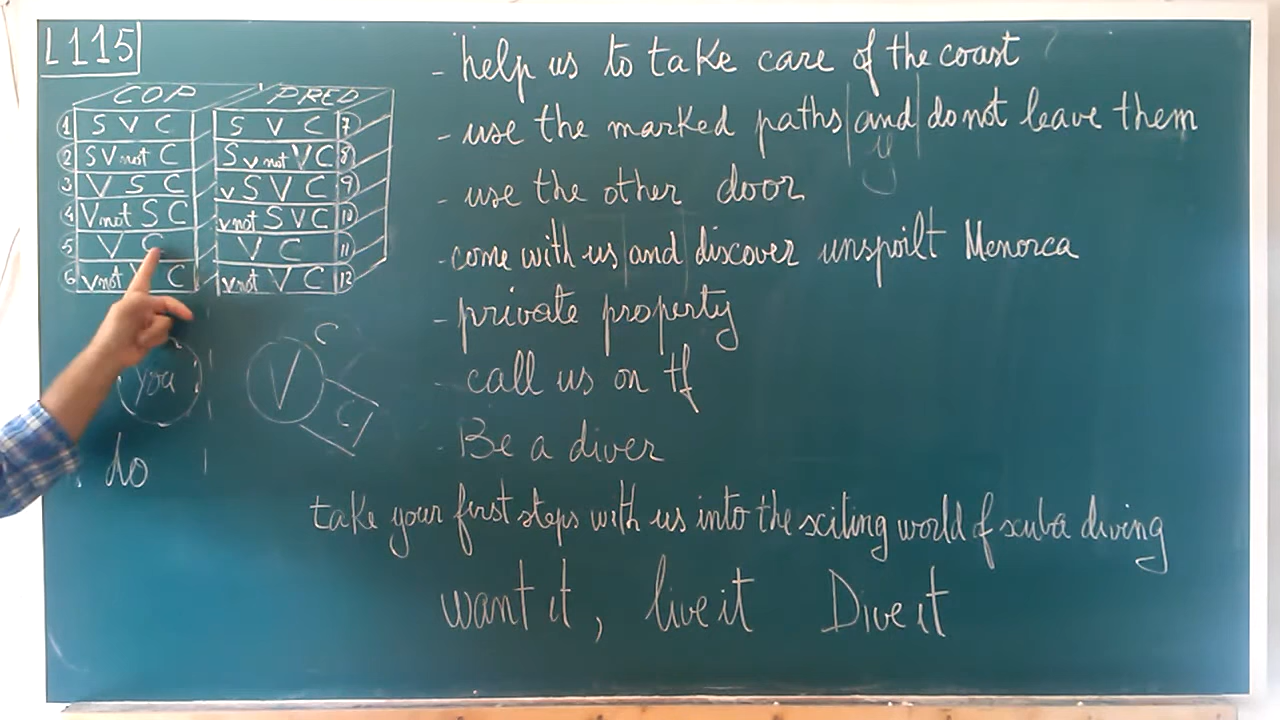 L115
COP PRED
1 S V C S V C 7
2 S V not C S v not V C 8
3 V S C v S V C 9
4 V not S C v not S V C 10
5 V C V C 11
6 v not V C v not V C 12
you V C
C
do
- help us to take care of the coast
- use the marked paths | and | do not leave them
y
- use the other door
- come with us | and | discover unspoilt Menorca
- private property
- call us on tf
- Be a diver
take your first steps with us into the sciting world of scuba diving
want it, live it Dive it